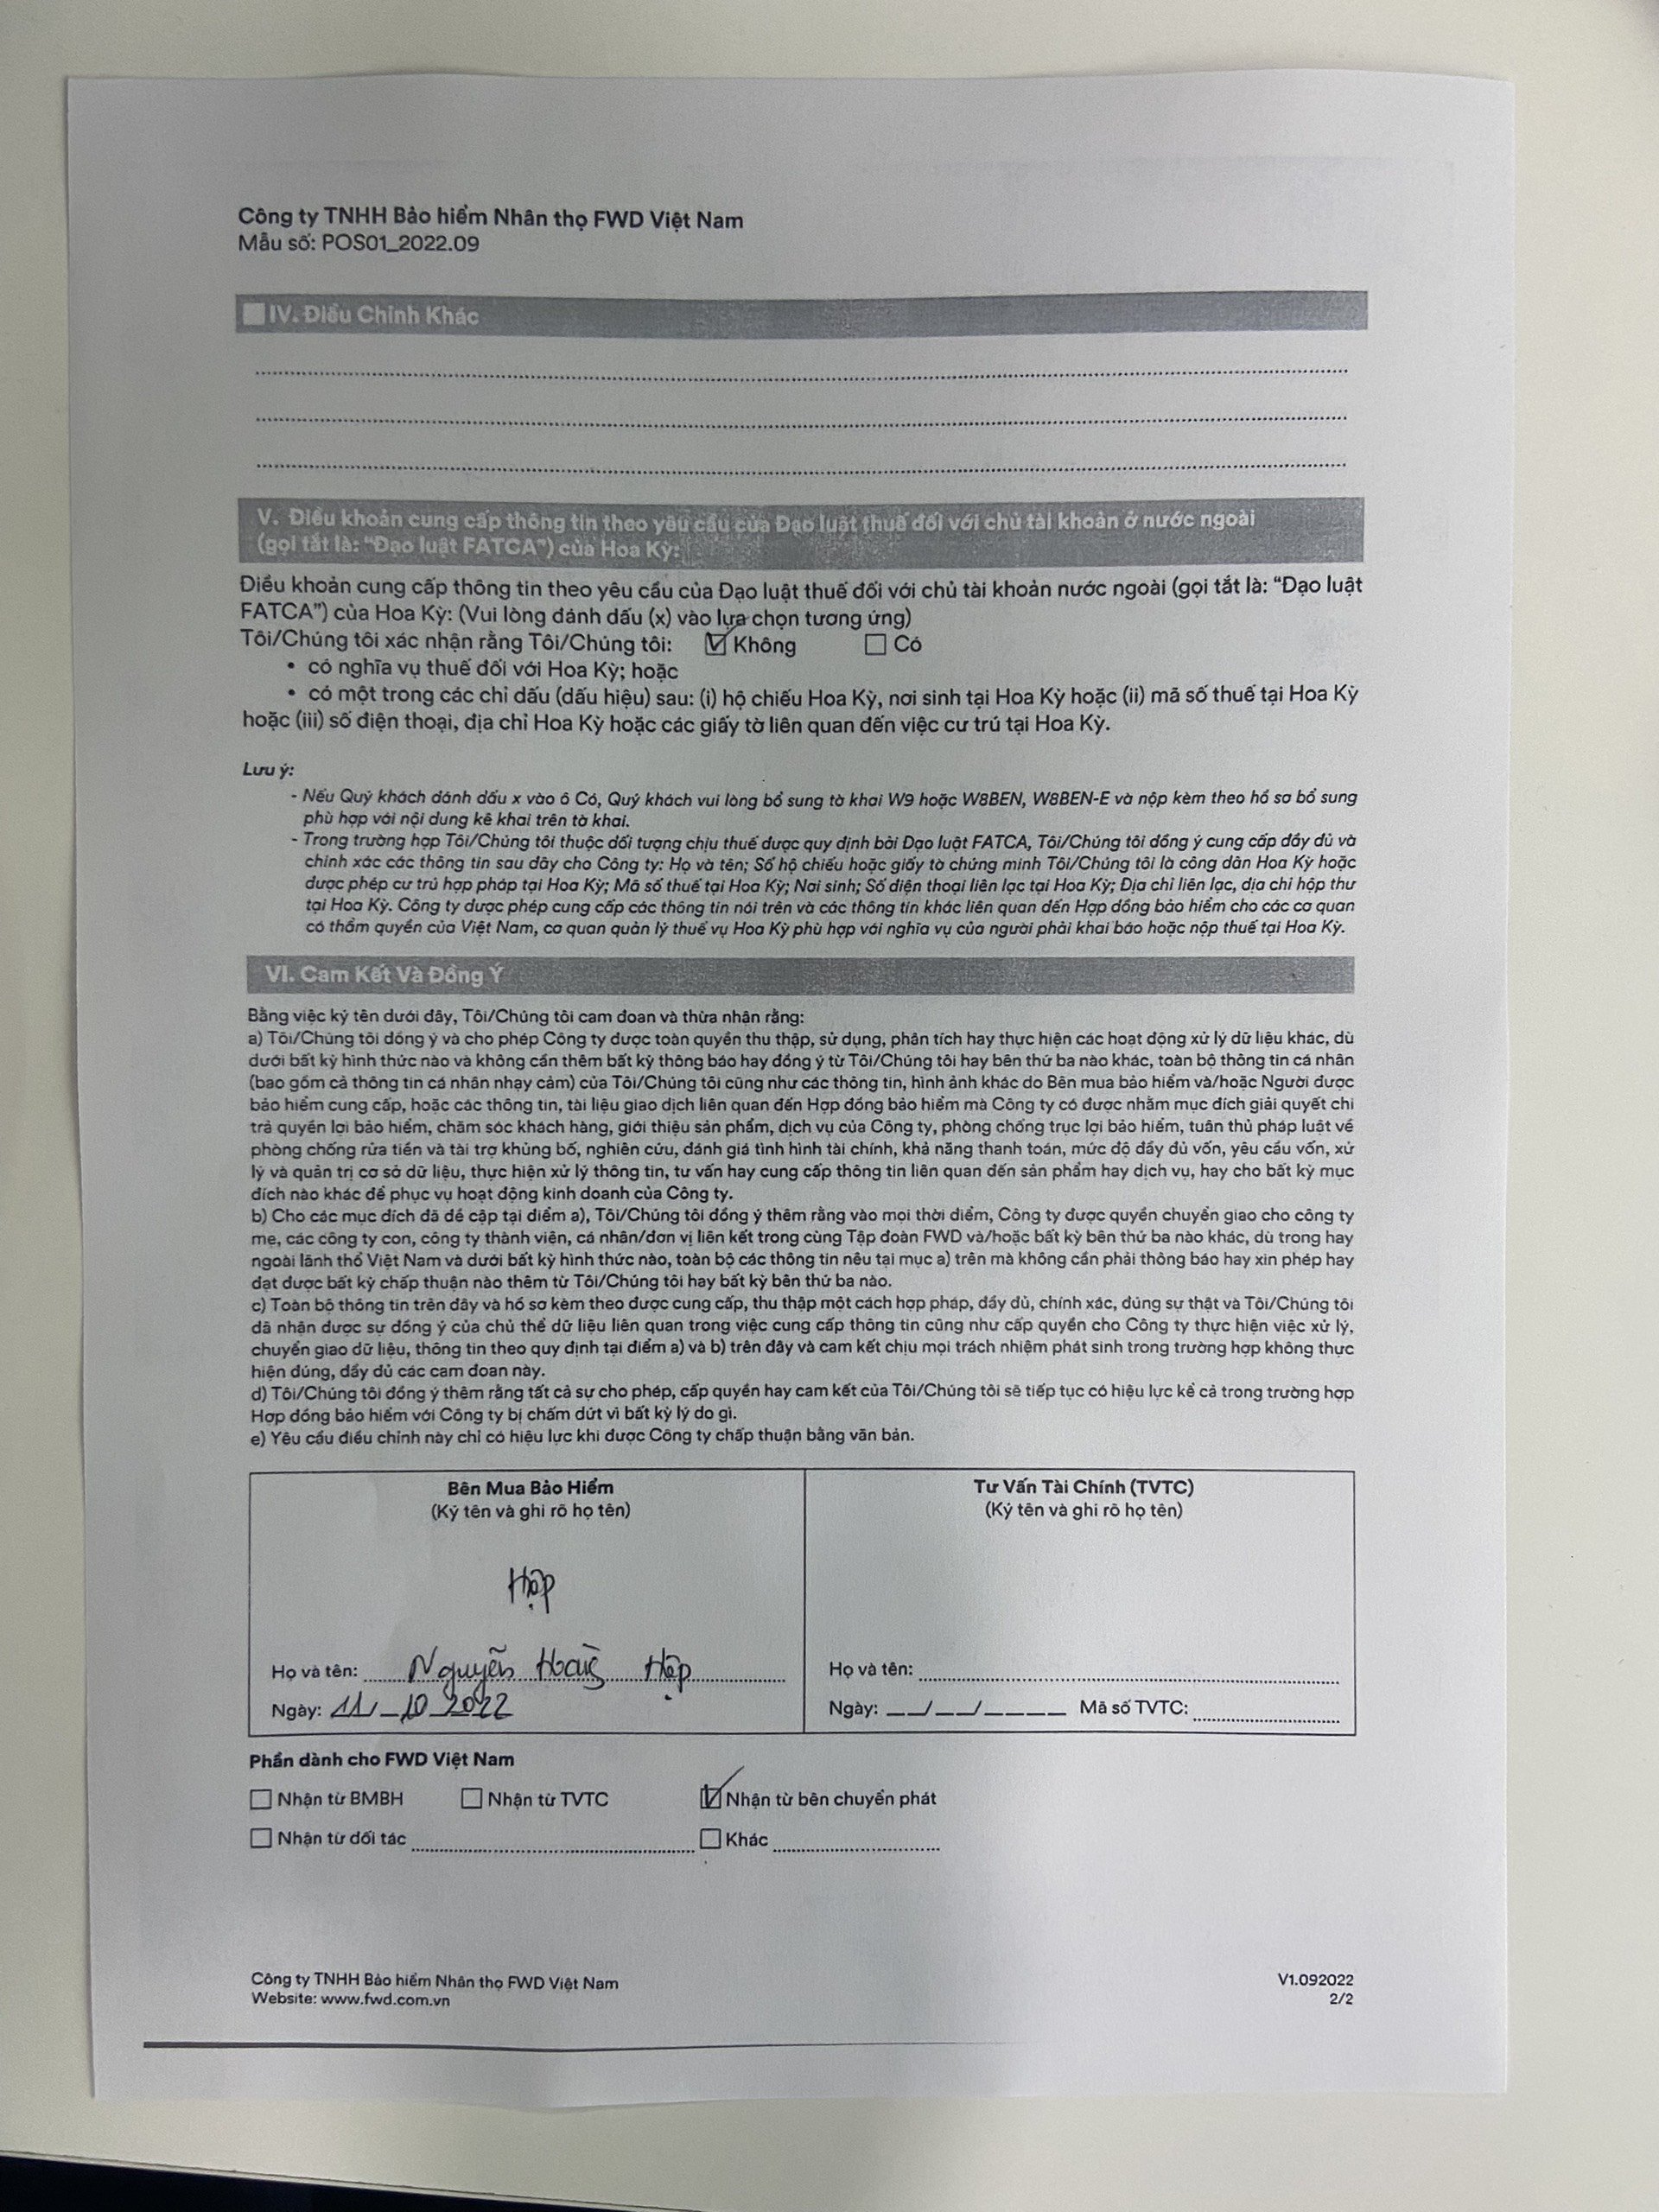 Công ty TNHH Bảo hiểm Nhân thọ FWD Việt Nam
Mẫu số: POS01_2022.09
IV. Điều Chỉnh Khác
V. Điều khoản cung cấp thông tin theo yêu cầu của Đạo luật thuế đối với chủ tài khoản ở nước ngoài
(gọi tắt là: “Đạo luật FATCA”) của Hoa Kỳ:
Điều khoản cung cấp thông tin theo yêu cầu của Đạo luật thuế đối với chủ tài khoản nước ngoài (gọi tắt là: “Đạo luật
FATCA”) của Hoa Kỳ: (Vui lòng đánh dấu (x) vào lựa chọn tương ứng)
Tôi/Chúng tôi xác nhận rằng Tôi/Chúng tôi: Không Có
• có nghĩa vụ thuế đối với Hoa Kỳ; hoặc
• có một trong các chỉ dấu (dấu hiệu) sau: (i) hộ chiếu Hoa Kỳ, nơi sinh tại Hoa Kỳ hoặc (ii) mã số thuế tại Hoa Kỳ
hoặc (iii) số điện thoại, địa chỉ Hoa Kỳ hoặc các giấy tờ liên quan đến việc cư trú tại Hoa Kỳ.
Lưu ý:
- Nếu Quý khách đánh dấu x vào ô Có, Quý khách vui lòng bổ sung tờ khai W9 hoặc W8BEN, W8BEN-E và nộp kèm theo hồ sơ bổ sung
phù hợp với nội dung kê khai trên tờ khai.
- Trong trường hợp Tôi/Chúng tôi thuộc đối tượng chịu thuế được quy định bởi Đạo luật FATCA, Tôi/Chúng tôi đồng ý cung cấp đầy đủ và
chính xác các thông tin sau đây cho Công ty: Họ và tên; Số hộ chiếu hoặc giấy tờ chứng minh Tôi/Chúng tôi là công dân Hoa Kỳ hoặc
được phép cư trú hợp pháp tại Hoa Kỳ; Mã số thuế tại Hoa Kỳ; Nơi sinh; Số điện thoại liên lạc tại Hoa Kỳ; Địa chỉ liên lạc, địa chỉ hộp thư
tại Hoa Kỳ. Công ty được phép cung cấp các thông tin nói trên và các thông tin khác liên quan đến Hợp đồng bảo hiểm cho các cơ quan
có thẩm quyền của Việt Nam, cơ quan quản lý thuế vụ Hoa Kỳ phù hợp với nghĩa vụ của người phải khai báo hoặc nộp thuế tại Hoa Kỳ.
VI. Cam Kết Và Đồng Ý
Bằng việc ký tên dưới đây, Tôi/Chúng tôi cam đoan và thừa nhận rằng:
a) Tôi/Chúng tôi đồng ý và cho phép Công ty được toàn quyền thu thập, sử dụng, phân tích hay thực hiện các hoạt động xử lý dữ liệu khác, dù
dưới bất kỳ hình thức nào và không cần thêm bất kỳ thông báo hay đồng ý từ Tôi/Chúng tôi hay bên thứ ba nào khác, toàn bộ thông tin cá nhân
(bao gồm cả thông tin cá nhân nhạy cảm) của Tôi/Chúng tôi cũng như các thông tin, hình ảnh khác do Bên mua bảo hiểm và/hoặc Người được
bảo hiểm cung cấp, hoặc các thông tin, tài liệu giao dịch liên quan đến Hợp đồng bảo hiểm mà Công ty có được nhằm mục đích giải quyết chi
trả quyền lợi bảo hiểm, chăm sóc khách hàng, giới thiệu sản phẩm, dịch vụ của Công ty, phòng chống trục lợi bảo hiểm, tuân thủ pháp luật về
phòng chống rửa tiền và tài trợ khủng bố, nghiên cứu, đánh giá tình hình tài chính, khả năng thanh toán, mức độ đầy đủ vốn, yêu cầu vốn, xử
lý và quản trị cơ sở dữ liệu, thực hiện xử lý thông tin, tư vấn hay cung cấp thông tin liên quan đến sản phẩm hay dịch vụ, hay cho bất kỳ mục
đích nào khác để phục vụ hoạt động kinh doanh của Công ty.
b) Cho các mục đích đã đề cập tại điểm a), Tôi/Chúng tôi đồng ý thêm rằng vào mọi thời điểm, Công ty được quyền chuyển giao cho công ty
mẹ, các công ty con, công ty thành viên, cá nhân/đơn vị liên kết trong cùng Tập đoàn FWD và/hoặc bất kỳ bên thứ ba nào khác, dù trong hay
ngoài lãnh thổ Việt Nam và dưới bất kỳ hình thức nào, toàn bộ các thông tin nêu tại mục a) trên mà không cần phải thông báo hay xin phép hay
đạt được bất kỳ chấp thuận nào thêm từ Tôi/Chúng tôi hay bất kỳ bên thứ ba nào.
c) Toàn bộ thông tin trên đây và hồ sơ kèm theo được cung cấp, thu thập một cách hợp pháp, đầy đủ, chính xác, đúng sự thật và Tôi/Chúng tôi
đã nhận được sự đồng ý của chủ thể dữ liệu liên quan trong việc cung cấp thông tin cũng như cấp quyền cho Công ty thực hiện việc xử lý,
chuyển giao dữ liệu, thông tin theo quy định tại điểm a) và b) trên đây và cam kết chịu mọi trách nhiệm phát sinh trong trường hợp không thực
hiện đúng, đầy đủ các cam đoan này.
d) Tôi/Chúng tôi đồng ý thêm rằng tất cả sự cho phép, cấp quyền hay cam kết của Tôi/Chúng tôi sẽ tiếp tục có hiệu lực kể cả trong trường hợp
Hợp đồng bảo hiểm với Công ty bị chấm dứt vì bất kỳ lý do gì.
e) Yêu cầu điều chỉnh này chỉ có hiệu lực khi được Công ty chấp thuận bằng văn bản.
Bên Mua Bảo Hiểm
(Ký tên và ghi rõ họ tên)
Hộp
Họ và tên: Nguyễn Hoàng Hộp
Ngày: 11_10_2022
Tư Vấn Tài Chính (TVTC)
(Ký tên và ghi rõ họ tên)
Họ và tên:
Ngày: __/__/____ Mã số TVTC:
Phần dành cho FWD Việt Nam
Nhận từ BMBH Nhận từ TVTC Nhận từ bên chuyển phát
Nhận từ đối tác Khác
Công ty TNHH Bảo hiểm Nhân thọ FWD Việt Nam
Website: www.fwd.com.vn
V1.092022
2/2